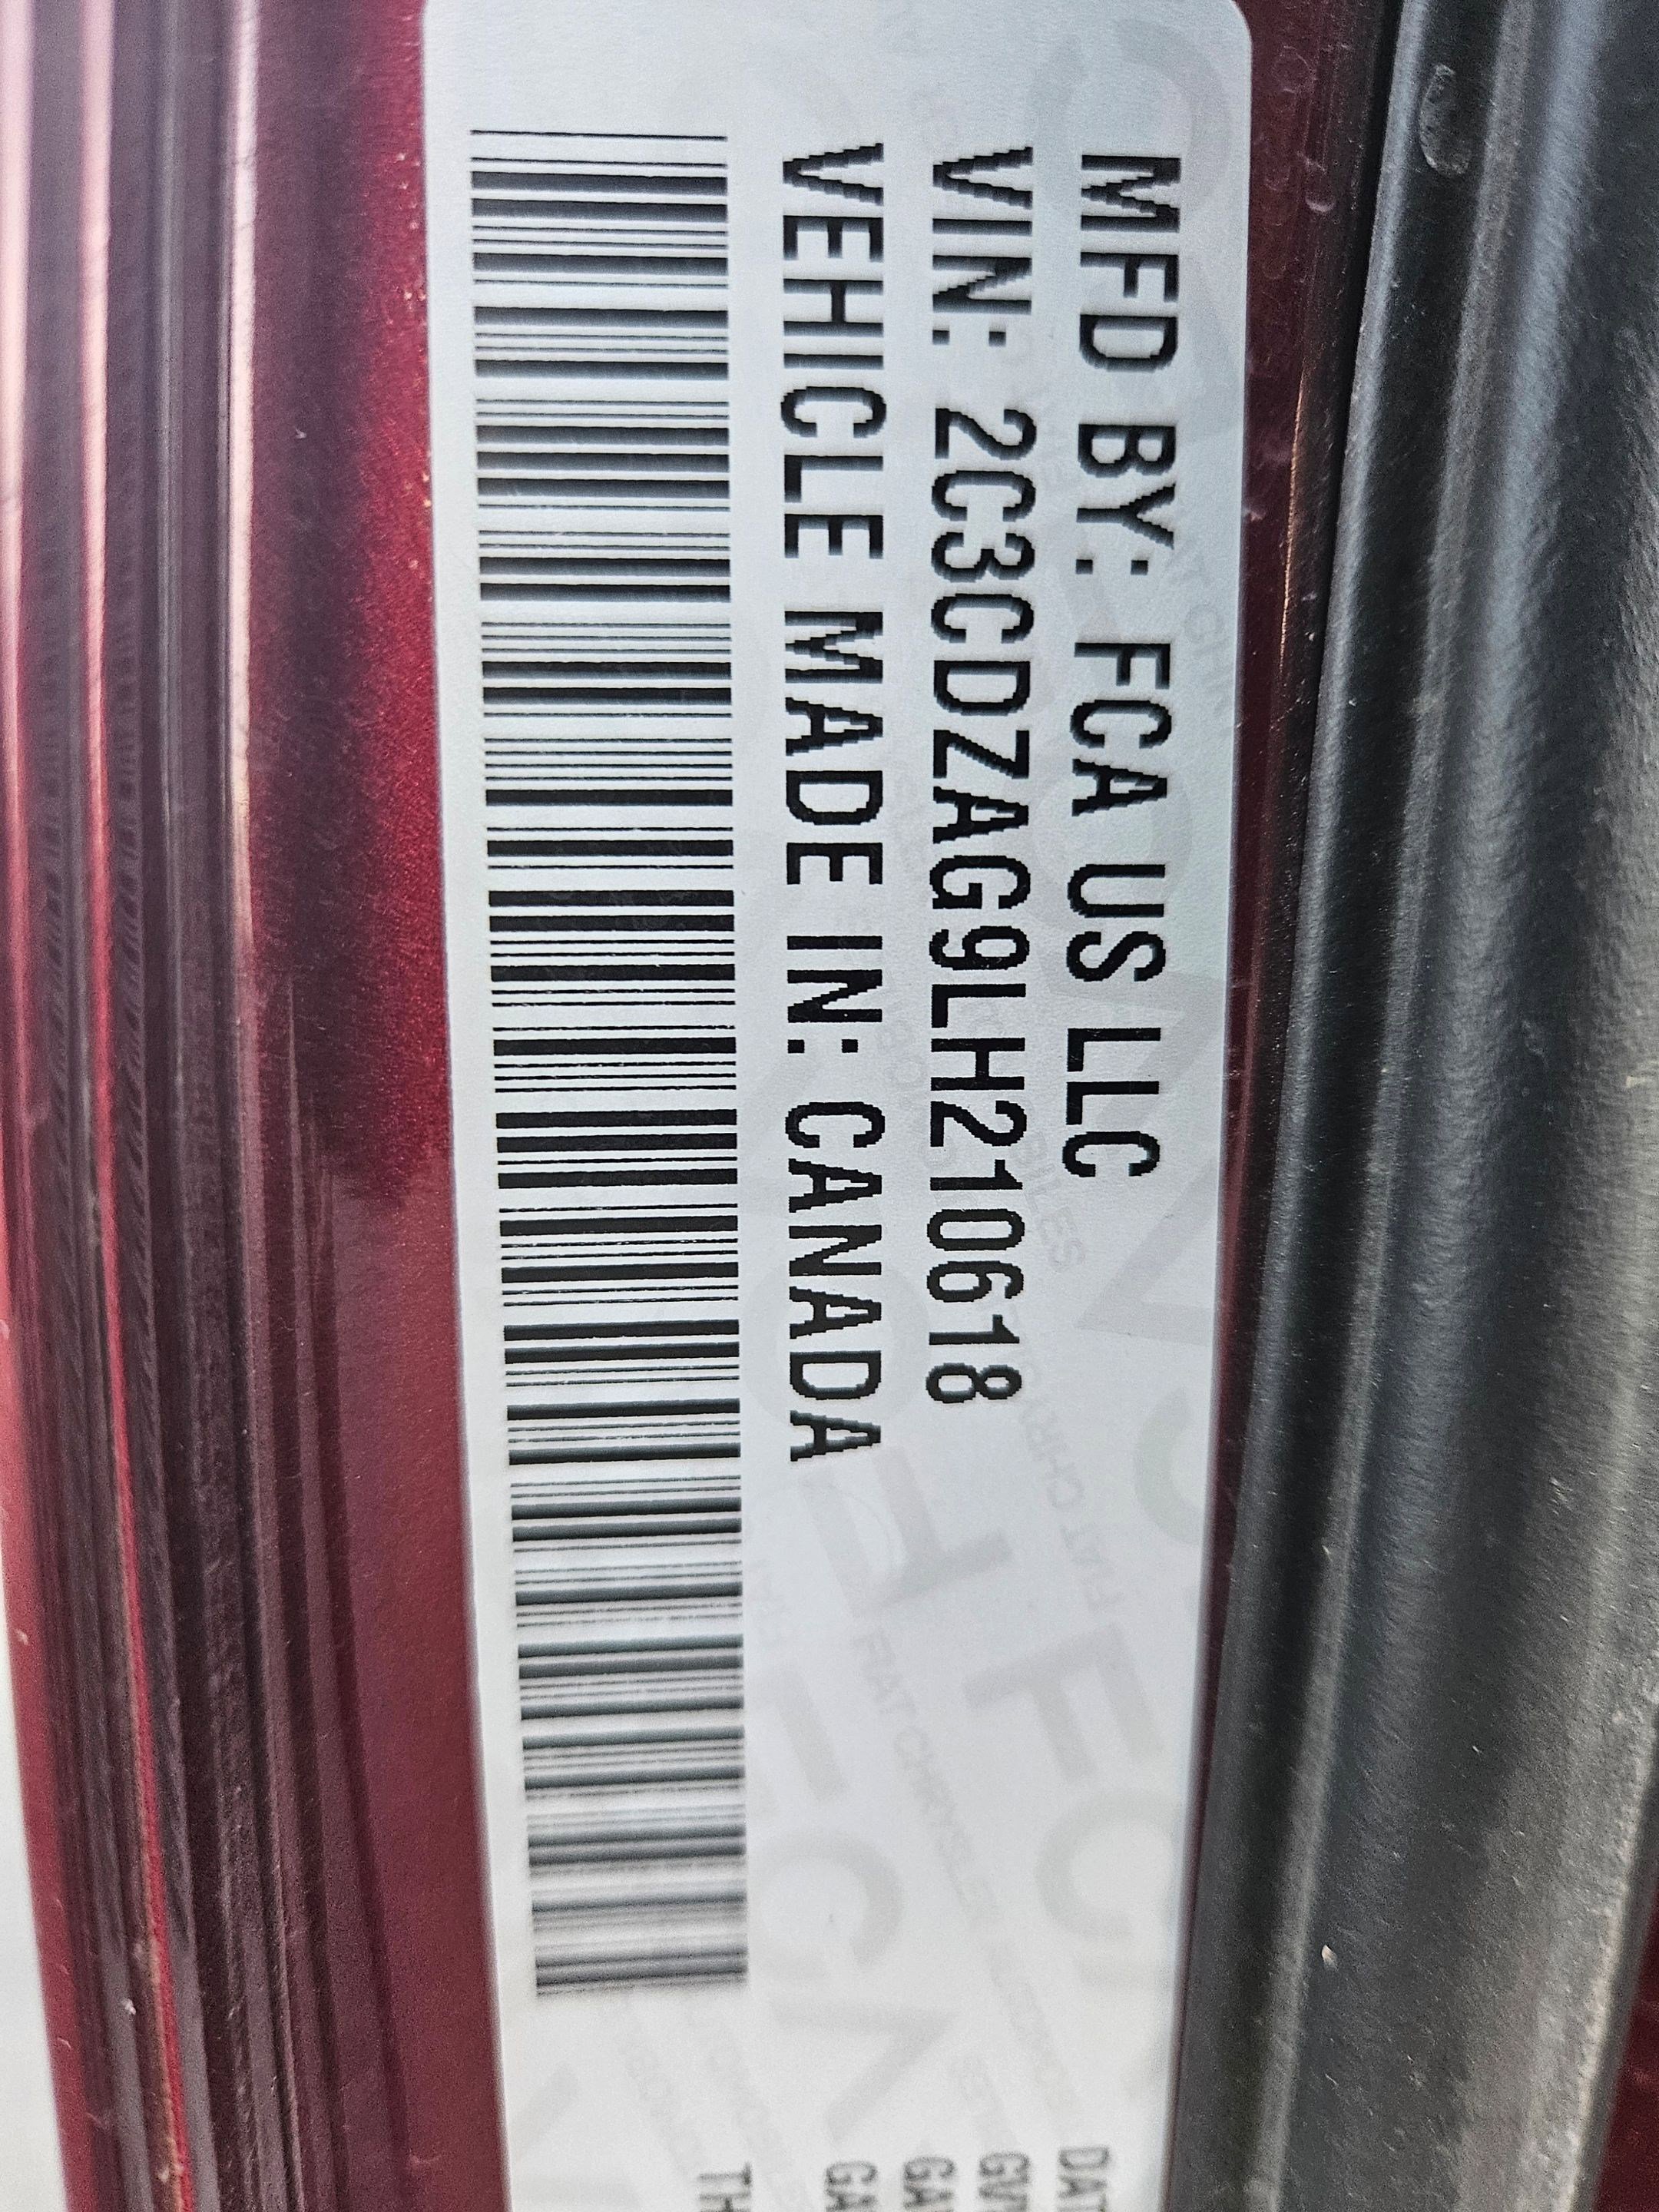 MFD BY: FCA US LLC
VIN: 2C3CDZAG9LH210618
VEHICLE MADE IN: CANADA